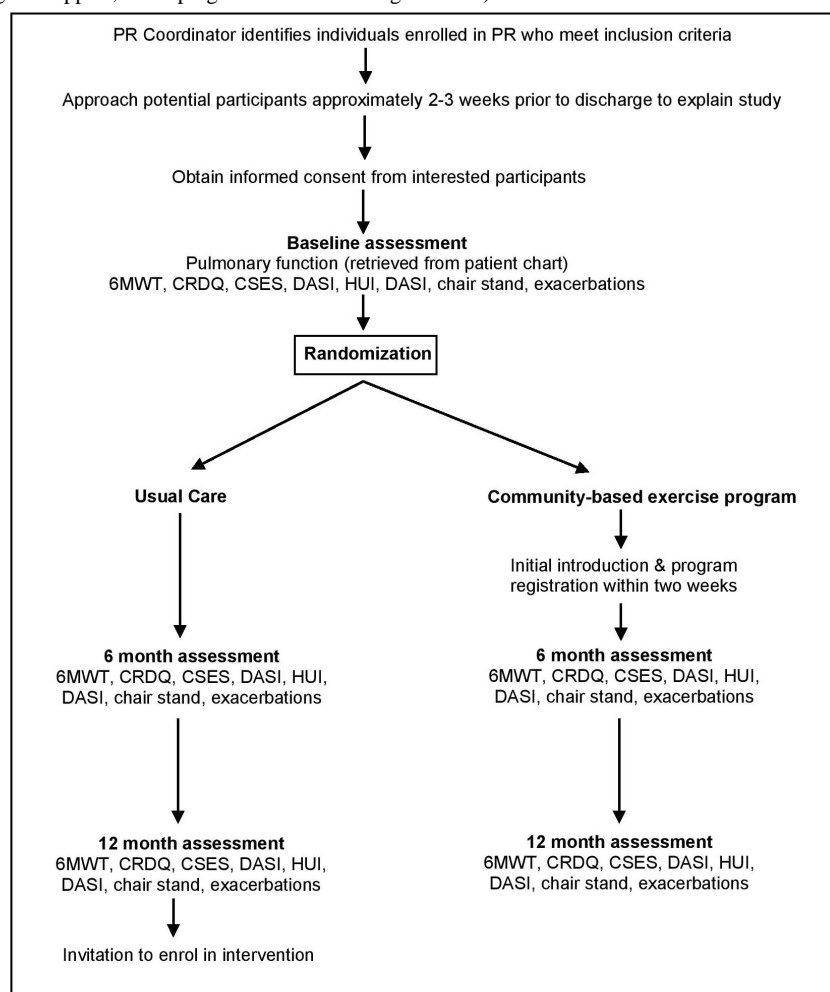 PR Coordinator identifies individuals enrolled in PR who meet inclusion criteria
Approach potential participants approximately 2-3 weeks prior to discharge to explain study
Obtain informed consent from interested participants
Baseline assessment
Pulmonary function (retrieved from patient chart)
6MWT, CRDQ, CSES, DASI, HUI, DASI, chair stand, exacerbations
Randomization
Usual Care
6 month assessment
6MWT, CRDQ, CSES, DASI, HUI,
DASI, chair stand, exacerbations
12 month assessment
6MWT, CRDQ, CSES, DASI, HUI,
DASI, chair stand, exacerbations
Invitation to enrol in intervention
Community-based exercise program
Initial introduction & program
registration within two weeks
6 month assessment
6MWT, CRDQ, CSES, DASI, HUI,
DASI, chair stand, exacerbations
12 month assessment
6MWT, CRDQ, CSES, DASI, HUI,
DASI, chair stand, exacerbations